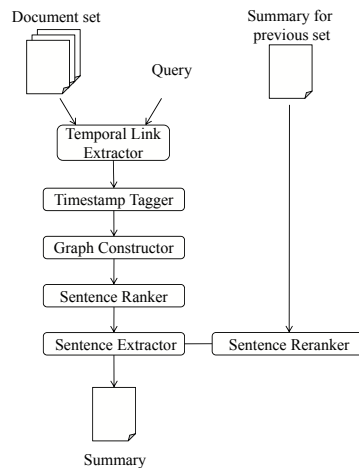 Document set
Summary for
previous set
Query
Temporal Link
Extractor
Timestamp Tagger
Graph Constructor
Sentence Ranker
Sentence Extractor
Sentence Reranker
Summary